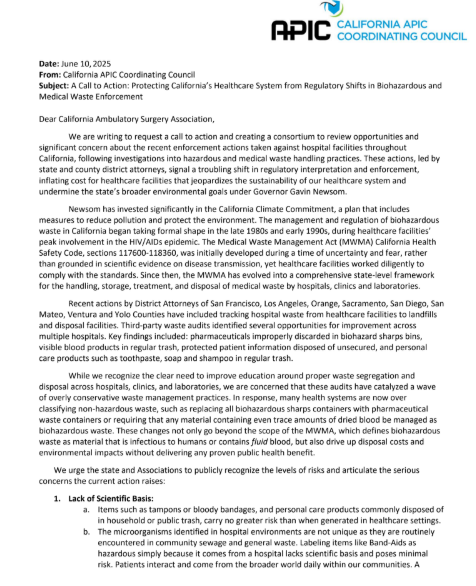 APIC CALIFORNIA APIC
COORDINATING COUNCIL
Date: June 10, 2025
From: California APIC Coordinating Council
Subject: A Call to Action: Protecting California's Healthcare System from Regulatory Shifts in Biohazardous and
Medical Waste Enforcement
Dear California Ambulatory Surgery Association,
We are writing to request a call to action and creating a consortium to review opportunities and
significant concern about the recent enforcement actions taken against hospital facilities throughout
California, following investigations into hazardous and medical waste handling practices. These actions, led by
state and county district attorneys, signal a troubling shift in regulatory interpretation and enforcement,
inflating cost for healthcare facilities that jeopardizes the sustainability of our healthcare system and
undermine the state's broader environmental goals under Governor Gavin Newsom.
Newsom has invested significantly in the California Climate Commitment, a plan that includes
measures to reduce pollution and protect the environment. The management and regulation of biohazardous
waste in California began taking formal shape in the late 1980s and early 1990s, during healthcare facilities'
peak involvement in the HIV/AIDs epidemic. The Medical Waste Management Act (MWMA) California Health
Safety Code, sections 117600-118360, was initially developed during a time of uncertainty and fear, rather
than grounded in scientific evidence on disease transmission, yet healthcare facilities worked diligently to
comply with the standards. Since then, the MWMA has evolved into a comprehensive state-level framework
for the handling, storage, treatment, and disposal of medical waste by hospitals, clinics and laboratories.
Recent actions by District Attorneys of San Francisco, Los Angeles, Orange, Sacramento, San Diego, San
Mateo, Ventura and Yolo Counties have included tracking hospital waste from healthcare facilities to landfills
and disposal facilities. Third-party waste audits identified several opportunities for improvement across
multiple hospitals. Key findings included: pharmaceuticals improperly discarded in biohazard sharps bins,
visible blood products in regular trash, protected patient information disposed of unsecured, and personal
care products such as toothpaste, soap and shampoo in regular trash.
While we recognize the clear need to improve education around proper waste segregation and
disposal across hospitals, clinics, and laboratories, we are concerned that these audits have catalyzed a wave
of overly conservative waste management practices. In response, many health systems are now over
classifying non-hazardous waste, such as replacing all biohazardous sharps containers with pharmaceutical
waste containers or requiring that any material containing even trace amounts of dried blood be managed as
biohazardous waste. These changes not only go beyond the scope of the MWMA, which defines biohazardous
waste as material that is infectious to humans or contains fluid blood, but also drive up disposal costs and
environmental impacts without delivering any proven public health benefit.
We urge the state and Associations to publicly recognize the levels of risks and articulate the serious
concerns the current action raises:
1. Lack of Scientific Basis:
a. Items such as tampons or bloody bandages, and personal care products commonly disposed of
in household or public trash, carry no greater risk than when generated in healthcare settings.
b. The microorganisms identified in hospital environments are not unique as they are routinely
encountered in community sewage and general waste. Labeling items like Band-Aids as
hazardous simply because it comes from a hospital lacks scientific basis and poses minimal
risk. Patients interact and come from the broader world daily within our communities. A